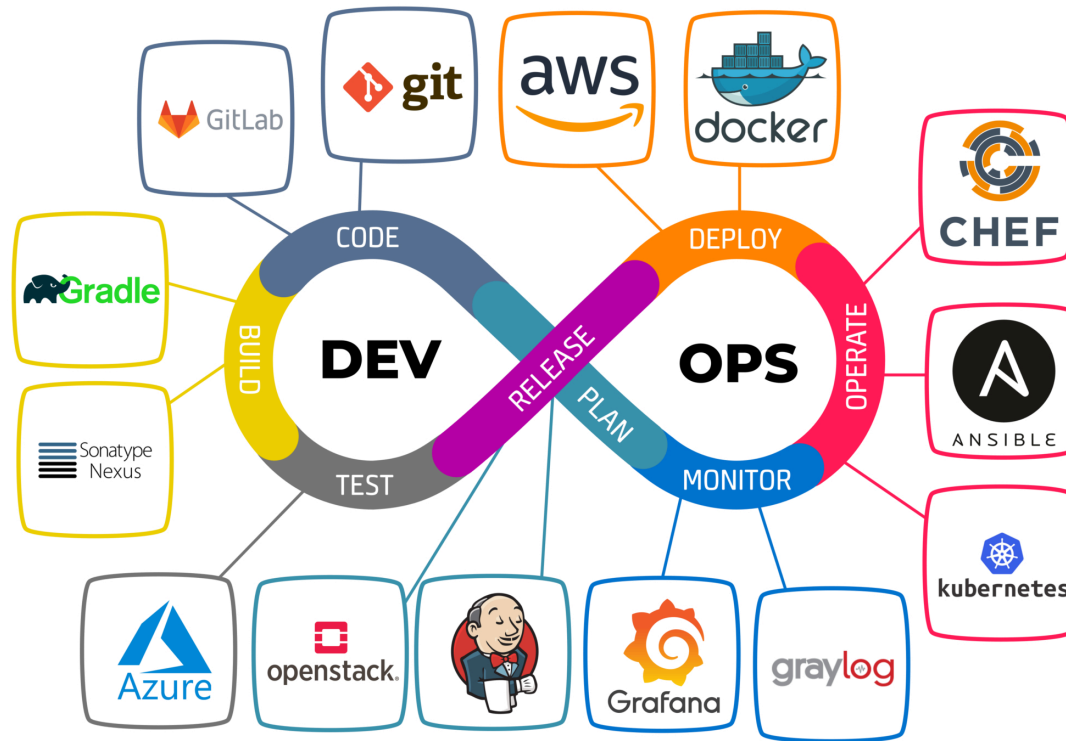 GitLab
git
aws
docker
CHEF
CODE
DEPLOY
Gradle
BUILD
DEV
RELEASE
PLAN
OPS
OPERATE
ANSIBLE
Sonatype
Nexus
TEST
MONITOR
kubernetes
Azure
openstack.
Grafana
graylog